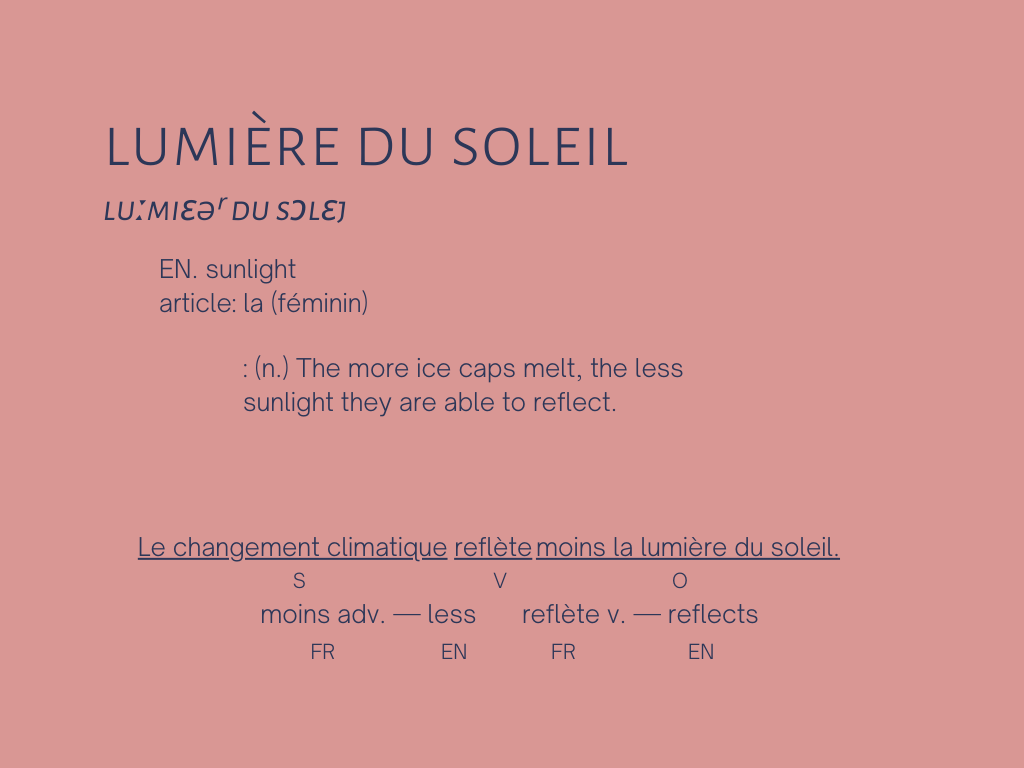 LUMIÈRE DU SOLEIL
LUːMIƐəʳ DU SƆLƐJ
EN. sunlight
article: la (féminin)
: (n.) The more ice caps melt, the less
sunlight they are able to reflect.
Le changement climatique reflète moins la lumière du soleil.
S V O
moins adv. — less reflète v. — reflects
FR EN FR EN